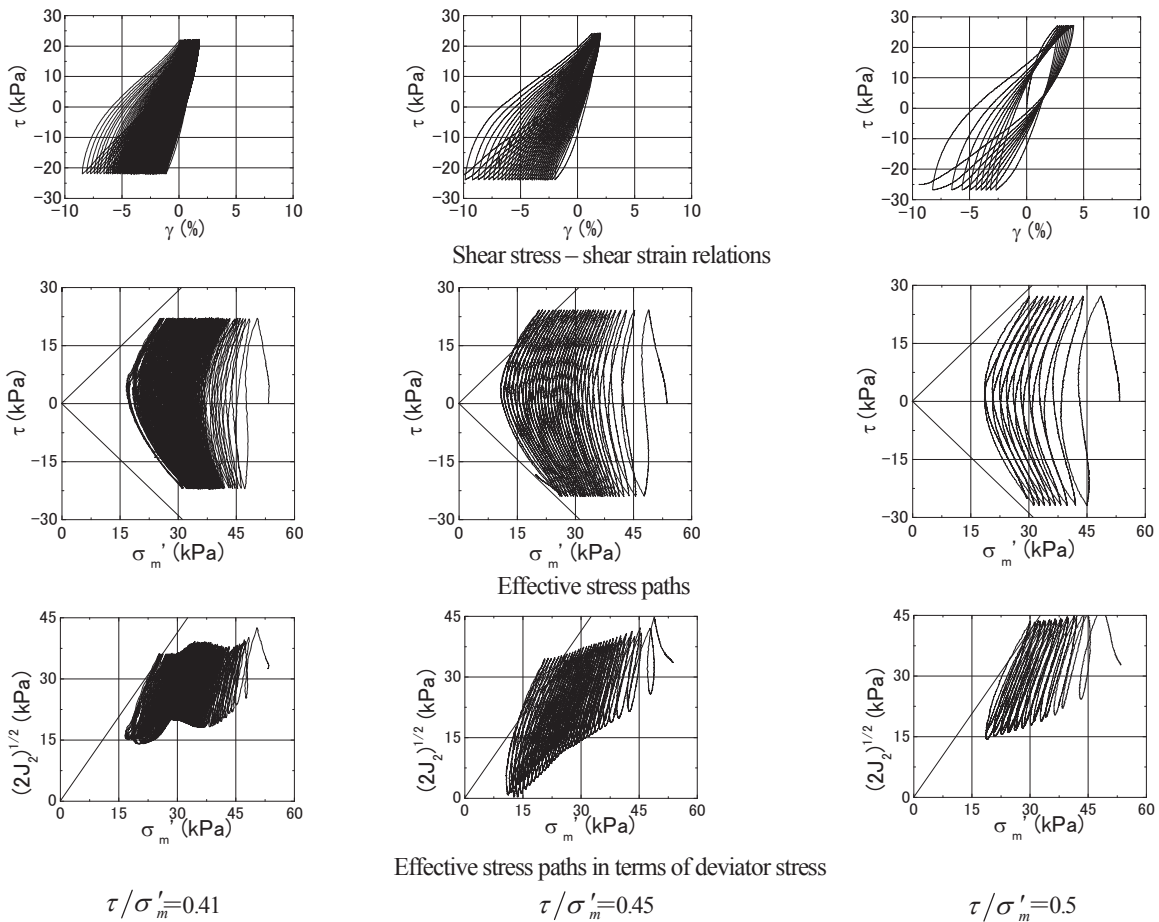 30
20
10
0
−10
−20
−30
τ (kPa)
−10 −5 0 5 10
γ (%)
30
20
10
0
−10
−20
−30
τ (kPa)
−10 −5 0 5 10
γ (%)
30
20
10
0
−10
−20
−30
τ (kPa)
−10 −5 0 5 10
γ (%)
Shear stress – shear strain relations
30
15
0
−15
−30
τ (kPa)
0 15 30 45 60
σm' (kPa)
30
15
0
−15
−30
τ (kPa)
0 15 30 45 60
σm' (kPa)
30
15
0
−15
−30
τ (kPa)
0 15 30 45 60
σm' (kPa)
Effective stress paths
45
30
15
0
(2J2)1/2 (kPa)
0 15 30 45 60
σm' (kPa)
45
30
15
0
(2J2)1/2 (kPa)
0 15 30 45 60
σm' (kPa)
45
30
15
0
(2J2)1/2 (kPa)
0 15 30 45 60
σm' (kPa)
Effective stress paths in terms of deviator stress
τ/σ'm=0.41 τ/σ'm=0.45 τ/σ'm=0.5